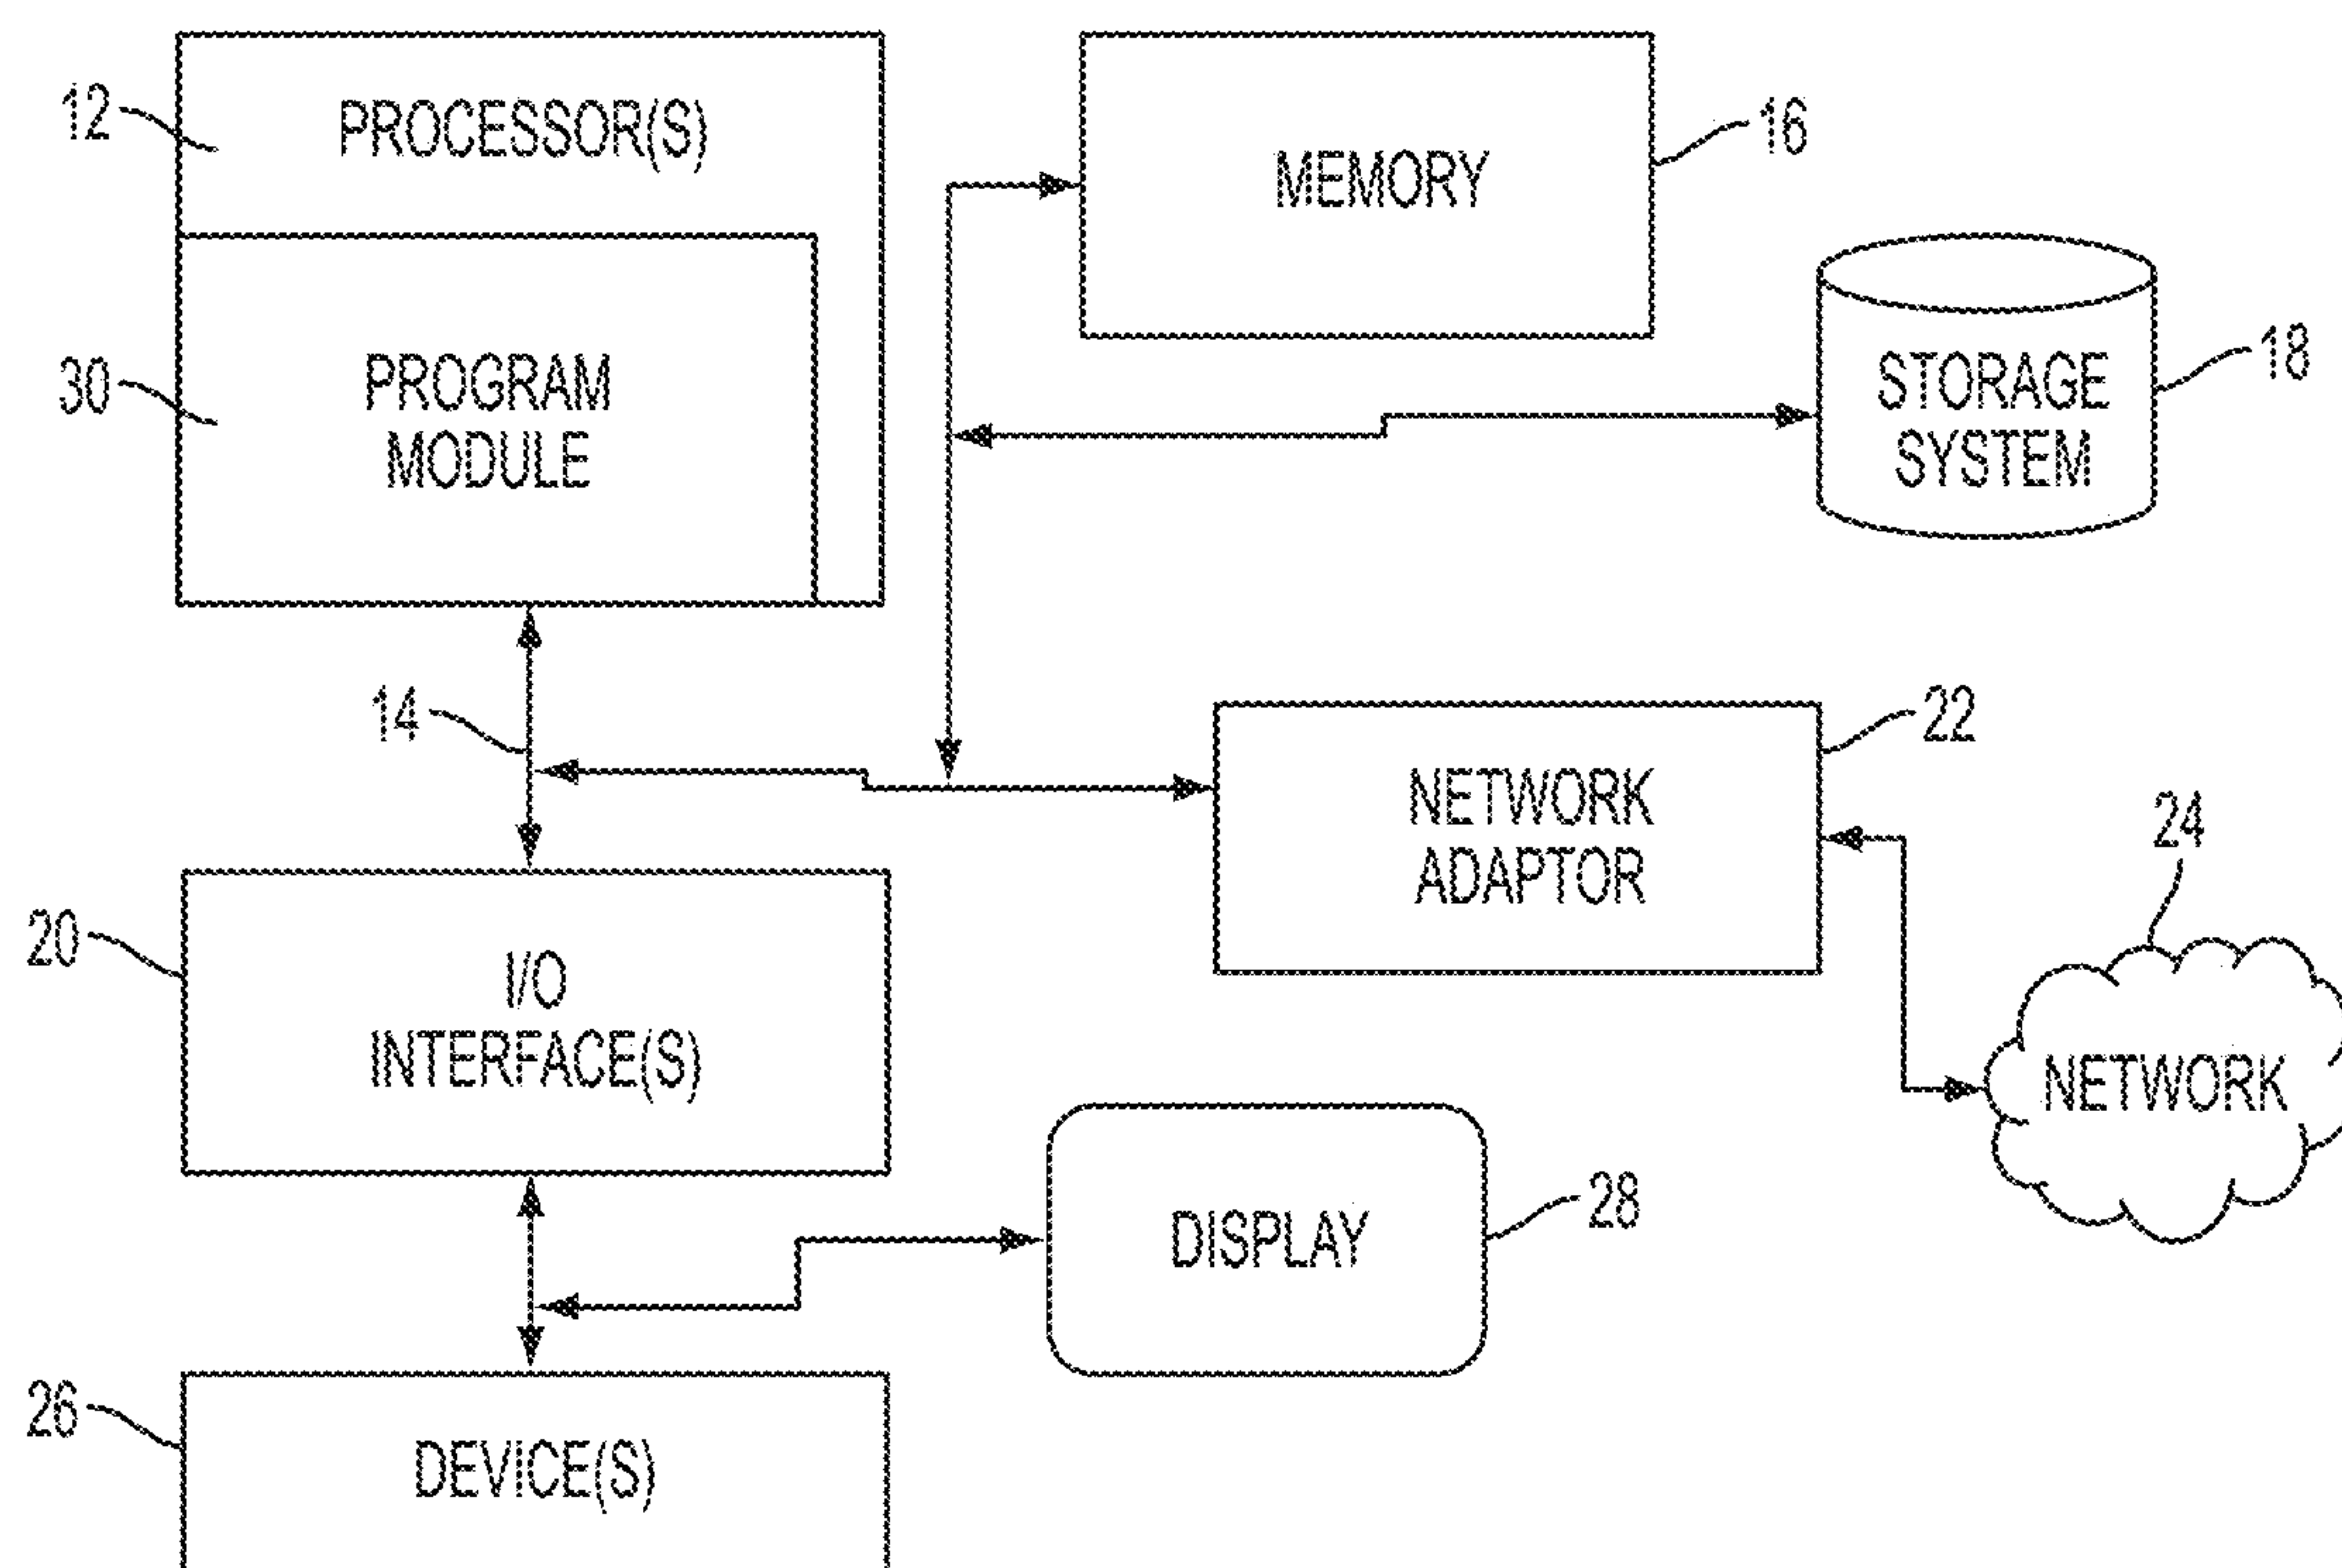 12
PROCESSOR(S)
MEMORY
16
30
PROGRAM
MODULE
STORAGE
SYSTEM
18
14
22
NETWORK
ADAPTOR
24
NETWORK
20
I/O
INTERFACE(S)
DISPLAY
28
26
DEVICE(S)